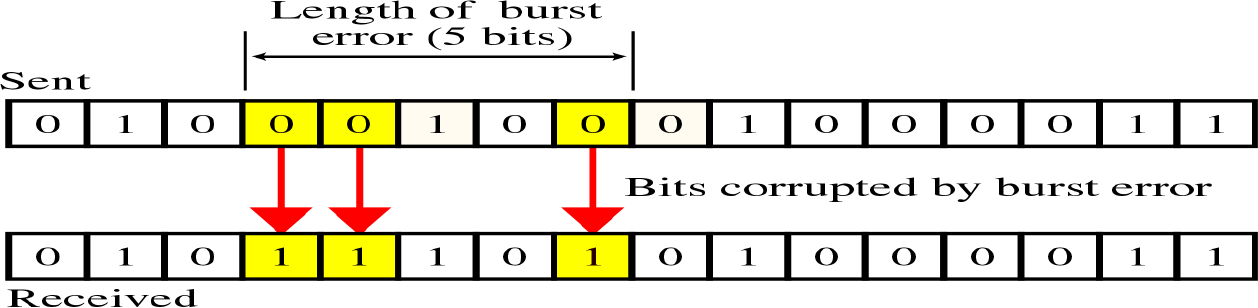 Length of burst
error (5 bits)
Sent
0 1 0 0 0 1 0 0 0 1 0 0 0 0 1 1
Bits corrupted by burst error
0 1 0 1 1 1 0 1 0 1 0 0 0 0 1 1
Received